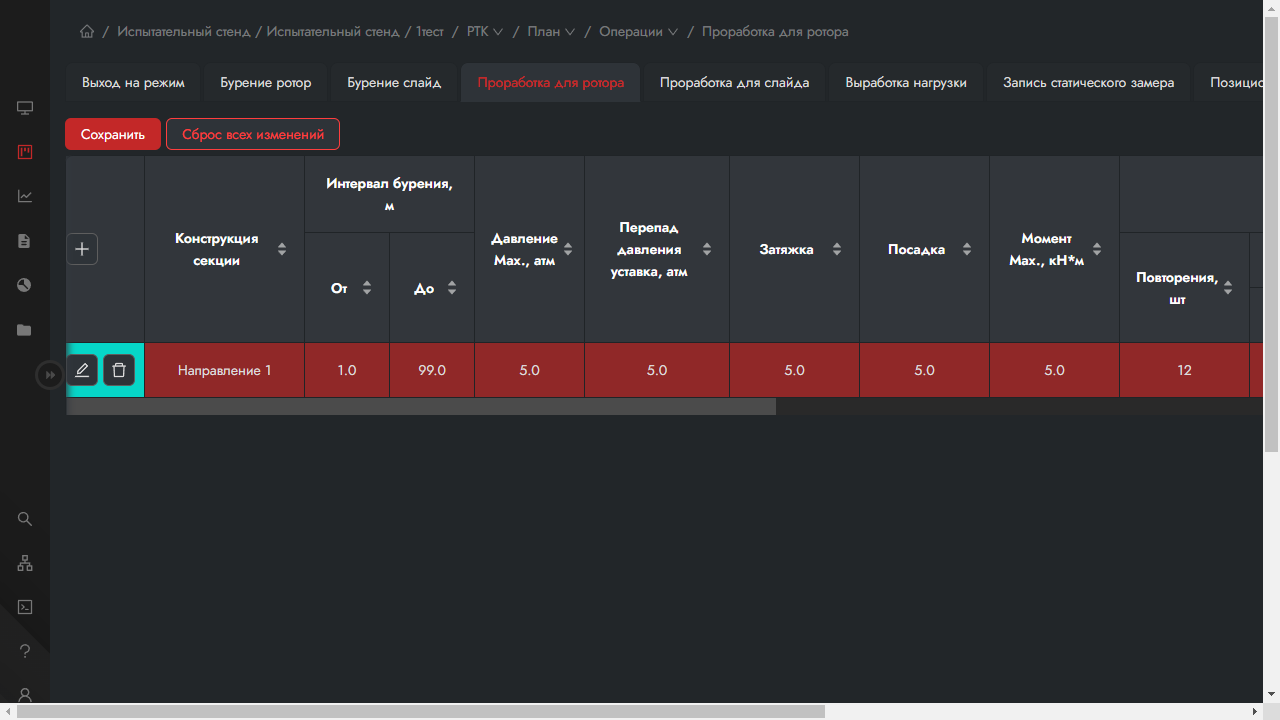 / Испытательный стенд / Испытательный стенд / 1тест / РТК / План / Операции / Проработка для ротора
Выход на режим Бурение ротор Бурение слайд Проработка для ротора Проработка для слайда Выработка нагрузки Запись статического замера Позицио
Сохранить Сброс всех изменений
Конструкция
секции
Интервал бурения,
м
От До
Давление
Мах., атм
Перепад
давления
уставка, атм
Затяжка
Посадка
Момент
Мах., кН*м
Повторения,
шт
Направление 1 1.0 99.0 5.0 5.0 5.0 5.0 5.0 12